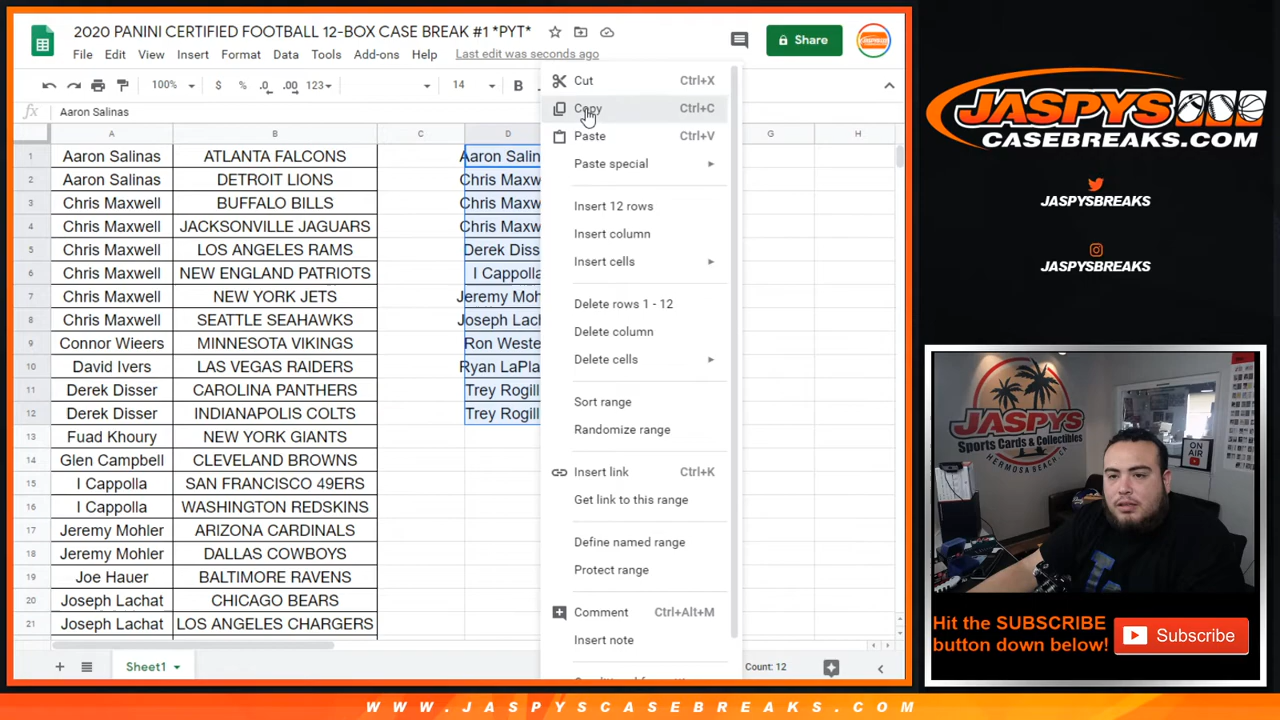 2020 PANINI CERTIFIED FOOTBALL 12-BOX CASE BREAK #1 *PYT*
File Edit View Insert Format Data Tools Add-ons Help Last edit was seconds ago
Share
100% $ % .0 .00 123 14 B
fx Aaron Salinas
A B C D G H
1 Aaron Salinas ATLANTA FALCONS Aaron Salin
2 Aaron Salinas DETROIT LIONS Chris Maxw
3 Chris Maxwell BUFFALO BILLS Chris Maxw
4 Chris Maxwell JACKSONVILLE JAGUARS Chris Maxw
5 Chris Maxwell LOS ANGELES RAMS Derek Diss
6 Chris Maxwell NEW ENGLAND PATRIOTS I Cappolla
7 Chris Maxwell NEW YORK JETS Jeremy Moh
8 Chris Maxwell SEATTLE SEAHAWKS Joseph Lach
9 Connor Wieers MINNESOTA VIKINGS Ron Weste
10 David Ivers LAS VEGAS RAIDERS Ryan LaPla
11 Derek Disser CAROLINA PANTHERS Trey Rogill
12 Derek Disser INDIANAPOLIS COLTS Trey Rogill
13 Fuad Khoury NEW YORK GIANTS
14 Glen Campbell CLEVELAND BROWNS
15 I Cappolla SAN FRANCISCO 49ERS
16 I Cappolla WASHINGTON REDSKINS
17 Jeremy Mohler ARIZONA CARDINALS
18 Jeremy Mohler DALLAS COWBOYS
19 Joe Hauer BALTIMORE RAVENS
20 Joseph Lachat CHICAGO BEARS
21 Joseph Lachat LOS ANGELES CHARGERS
Sheet1
Count: 12
Cut Ctrl+X
Copy Ctrl+C
Paste Ctrl+V
Paste special
Insert 12 rows
Insert column
Insert cells
Delete rows 1 - 12
Delete column
Delete cells
Sort range
Randomize range
Insert link Ctrl+K
Get link to this range
Define named range
Protect range
Comment Ctrl+Alt+M
Insert note
JASPYS
CASEBREAKS.COM
JASPYSBREAKS
JASPYSBREAKS
JASPYS
Sports Cards & Collectibles
HERMOSA BEACH
ON AIR
Hit the SUBSCRIBE
button down below!
Subscribe
WWW.JASPYSCASEBREAKS.COM